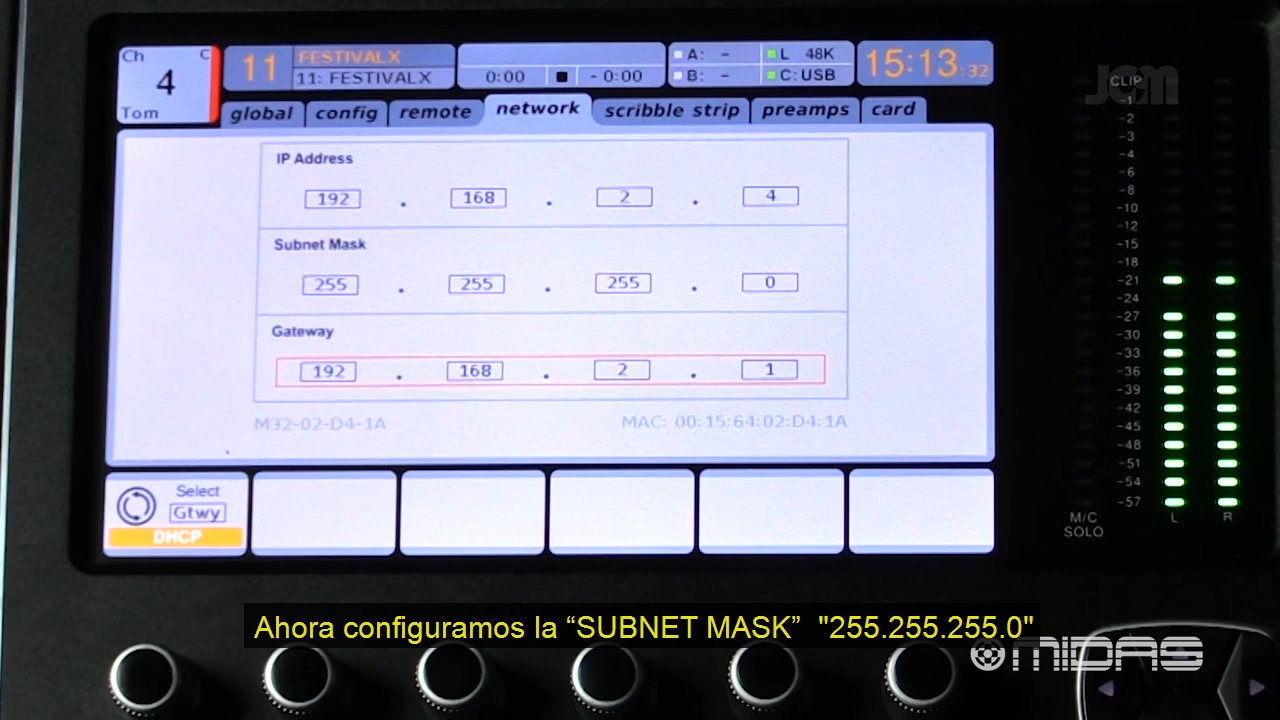 Ch C
4
Tom
11 FESTIVALX
11: FESTIVALX
0:00 - 0:00
A: - L 48K
B: - C: USB
15:13:32
global config remote network scribble strip preamps card
IP Address
192 . 168 . 2 . 4
Subnet Mask
255 . 255 . 255 . 0
Gateway
192 . 168 . 2 . 1
M32-02-D4-1A MAC: 00:15:64:02:D4:1A
Select
Gtwy
DHCP
JCM
CLIP
-1
-2
-3
-4
-6
-8
-10
-12
-15
-18
-21
-24
-27
-30
-33
-36
-39
-42
-45
-48
-51
-54
-57
M/C
SOLO
L R
Ahora configuramos la “SUBNET MASK” "255.255.255.0"
MIDAS